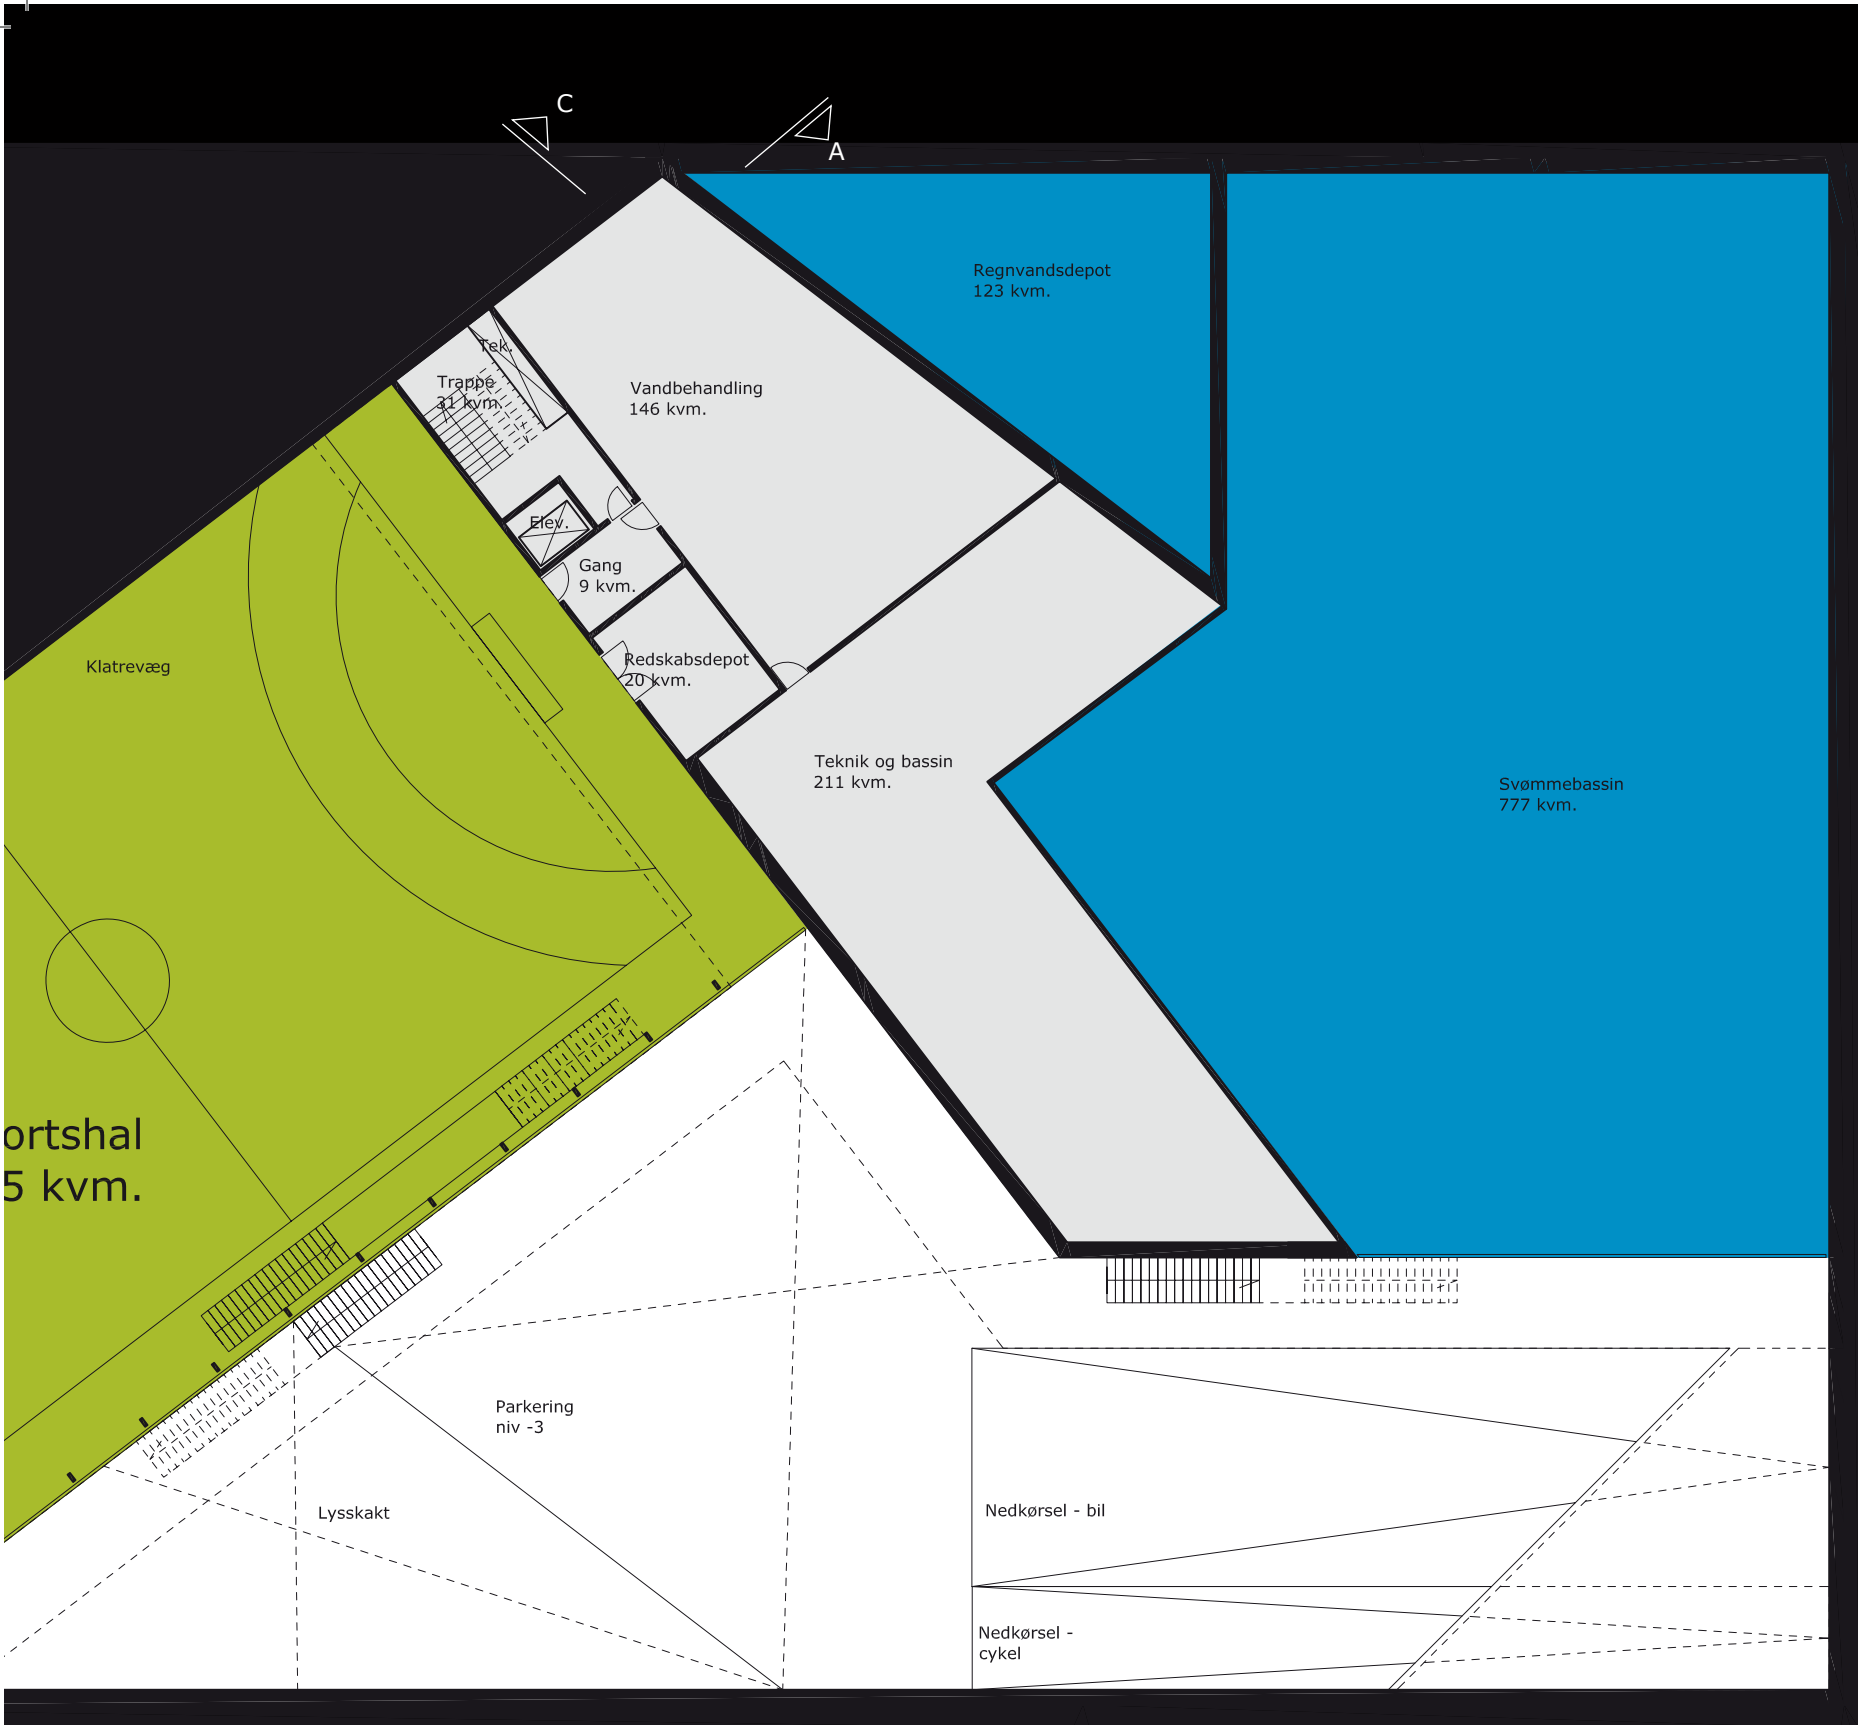 C
A
Regnvandsdepot
123 kvm.
Tek.
Trappe
31 kvm.
Vandbehandling
146 kvm.
Elev.
Gang
9 kvm.
Klatrevæg
Redskabsdepot
20 kvm.
Teknik og bassin
211 kvm.
Svømmebassin
777 kvm.
ortshal
5 kvm.
Parkering
niv -3
Lysskakt
Nedkørsel - bil
Nedkørsel -
cykel